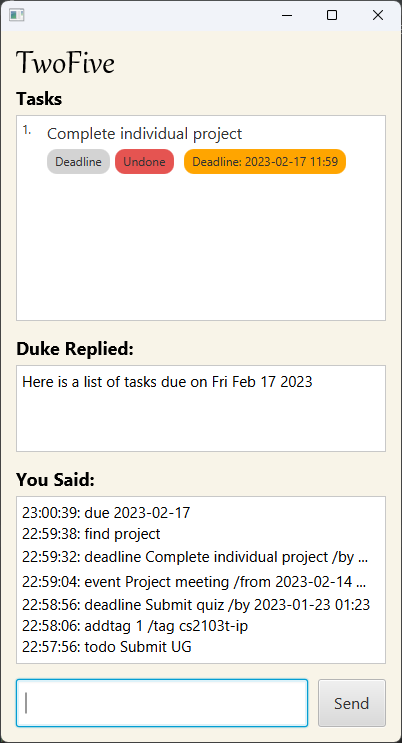 TwoFive
Tasks
1. Complete individual project
Deadline Undone Deadline: 2023-02-17 11:59
Duke Replied:
Here is a list of tasks due on Fri Feb 17 2023
You Said:
23:00:39: due 2023-02-17
22:59:38: find project
22:59:32: deadline Complete individual project /by ...
22:59:04: event Project meeting /from 2023-02-14 ...
22:58:56: deadline Submit quiz /by 2023-01-23 01:23
22:58:06: addtag 1 /tag cs2103t-ip
22:57:56: todo Submit UG
Send